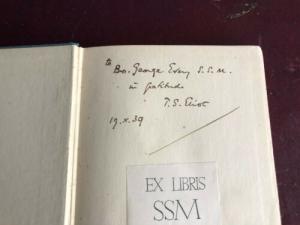 to
Bro. George Every S.S.M.
in gratitude
T. S. Eliot
19.x.39
EX LIBRIS
SSM